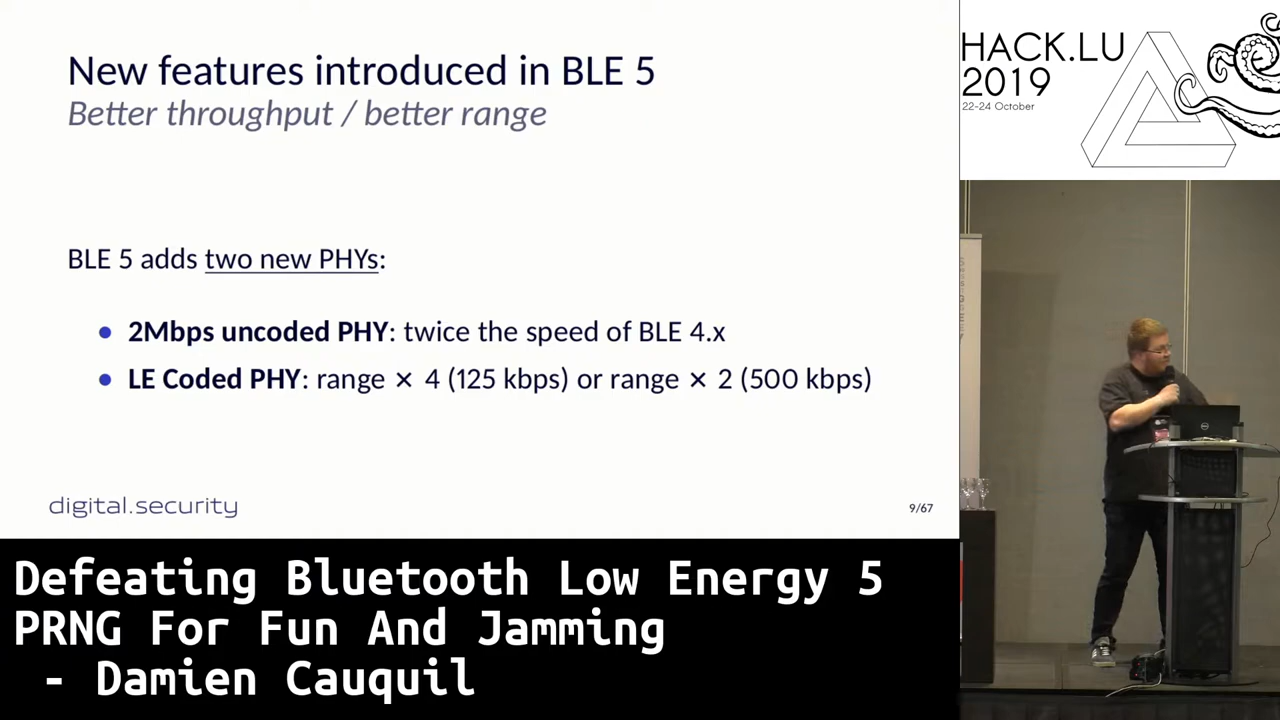 New features introduced in BLE 5
Better throughput / better range
BLE 5 adds two new PHYs:
● 2Mbps uncoded PHY: twice the speed of BLE 4.x
● LE Coded PHY: range × 4 (125 kbps) or range × 2 (500 kbps)
digital.security
9/67
HACK.LU
2019
22-24 October
Defeating Bluetooth Low Energy 5
PRNG For Fun And Jamming
- Damien Cauquil